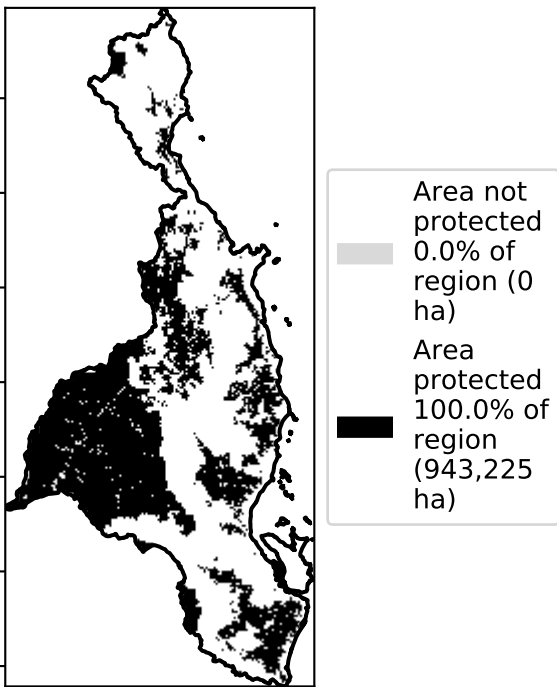 Area not
protected
0.0% of
region (0
ha)
Area
protected
100.0% of
region
(943,225
ha)